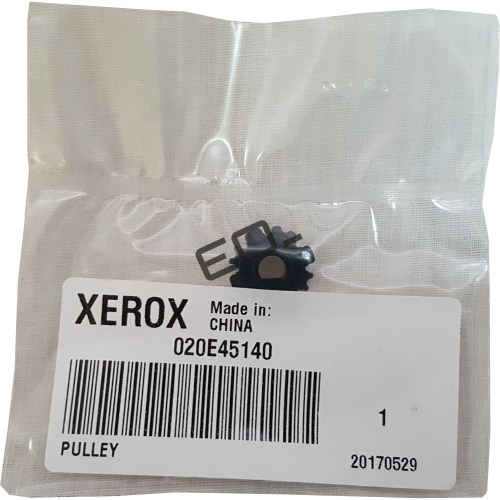 XEROX
Made in:
CHINA
020E45140
1
PULLEY
20170529